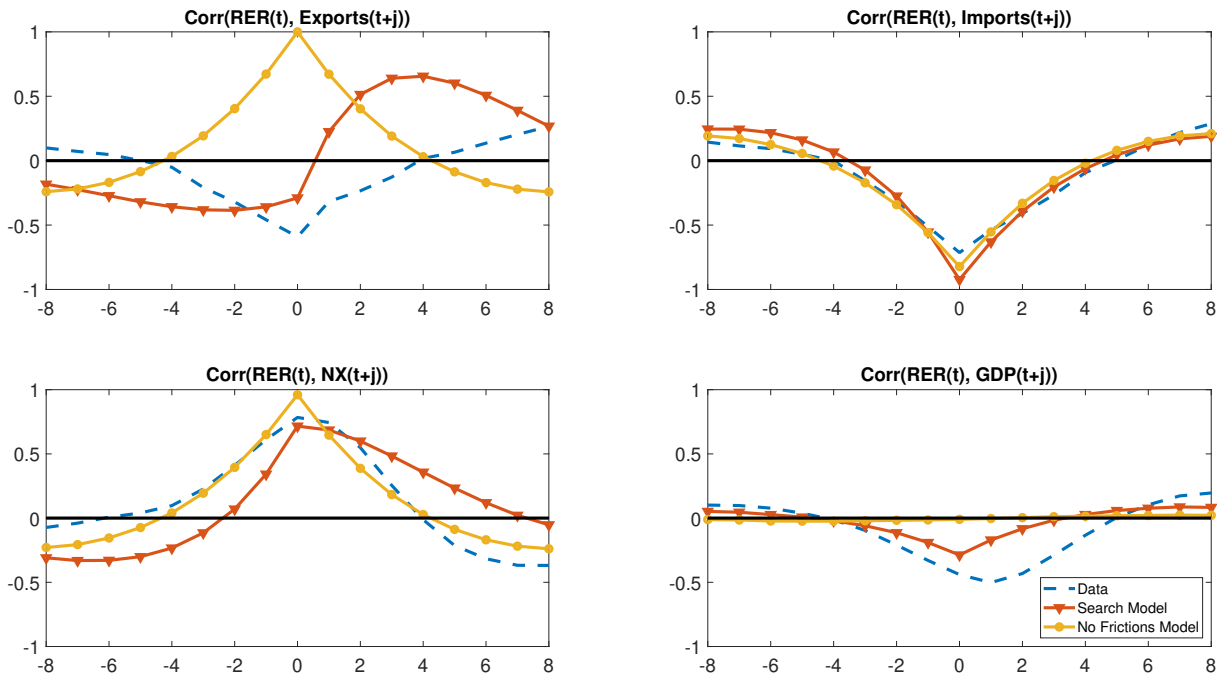 Corr(RER(t), Exports(t+j))
1
0.5
0
-0.5
-1
-8 -6 -4 -2 0 2 4 6 8
Corr(RER(t), Imports(t+j))
1
0.5
0
-0.5
-1
-8 -6 -4 -2 0 2 4 6 8
Corr(RER(t), NX(t+j))
1
0.5
0
-0.5
-1
-8 -6 -4 -2 0 2 4 6 8
Corr(RER(t), GDP(t+j))
1
0.5
0
-0.5
-1
-8 -6 -4 -2 0 2 4 6 8
Data
Search Model
No Frictions Model